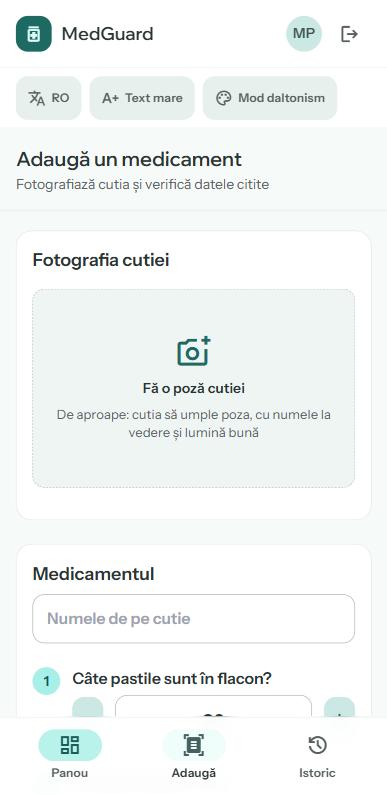 MedGuard
MP
RO
A+ Text mare
Mod daltonism
Adaugă un medicament
Fotografiază cutia și verifică datele citite
Fotografia cutiei
Fă o poză cutiei
De aproape: cutia să umple poza, cu numele la
vedere și lumină bună
Medicamentul
Numele de pe cutie
1 Câte pastile sunt în flacon?
Panou
Adaugă
Istoric